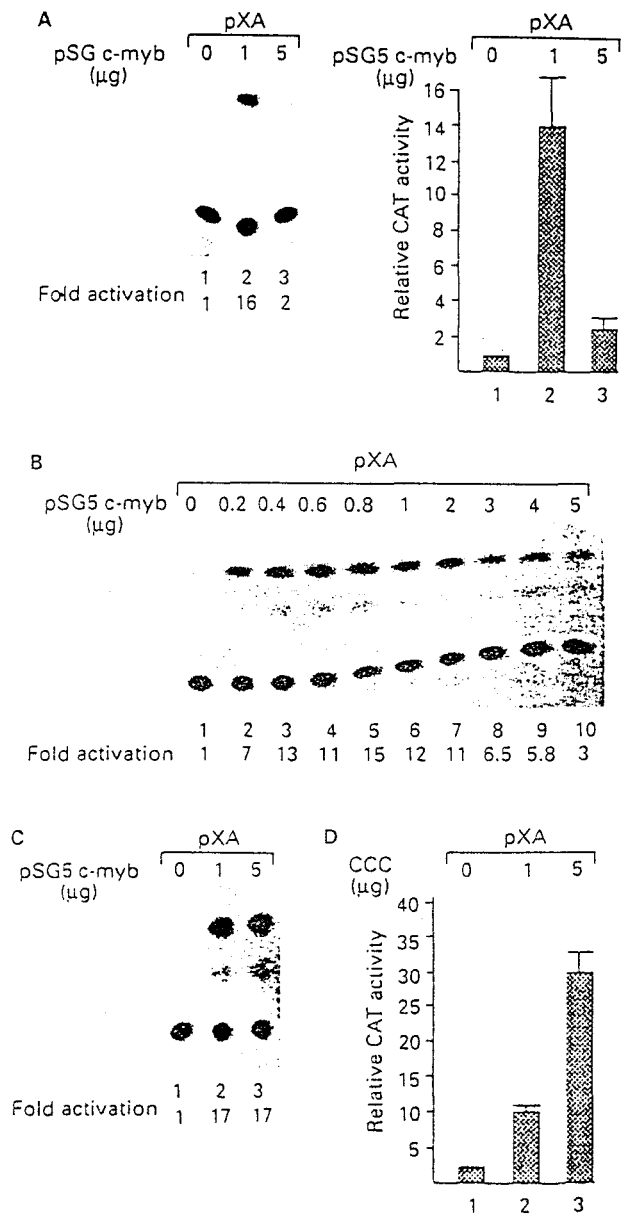 A
pXA
pSG c-myb 0 1 5
(µg)
1 2 3
Fold activation 1 16 2
pXA
pSG5 c-myb 0 1 5
(µg)
Relative CAT activity
16
14
12
10
8
6
4
2
1 2 3
B
pXA
pSG5 c-myb 0 0.2 0.4 0.6 0.8 1 2 3 4 5
(µg)
1 2 3 4 5 6 7 8 9 10
Fold activation 1 7 13 11 15 12 11 6.5 5.8 3
C
pXA
pSG5 c-myb 0 1 5
(µg)
1 2 3
Fold activation 1 17 17
D
pXA
CCC 0 1 5
(µg)
Relative CAT activity
40
35
30
25
20
15
10
5
1 2 3